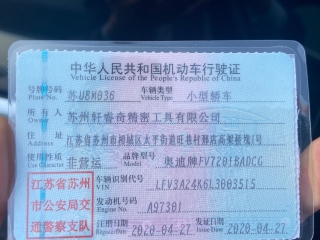 中华人民共和国机动车行驶证
Vehicle License of the People's Republic of China
号牌号码 苏U8M036 车辆类型 小型轿车
Plate No. Vehicle Type
所有人 苏州轩睿奇精密工具有限公司
Owner
住址 江苏省苏州市相城区太平街道旺巷村郏店高架极境1号
使用性质 非营运 品牌型号 奥迪牌FV7201BADCG
Use Character Model
江苏省苏州 车辆识别代号 LFV3A24K6L3003515
VIN
市公安局交 发动机号码 A97301
Engine No.
通警察支队 注册日期 2020-04-27 发证日期 2020-04-27
Register Date Issue Date